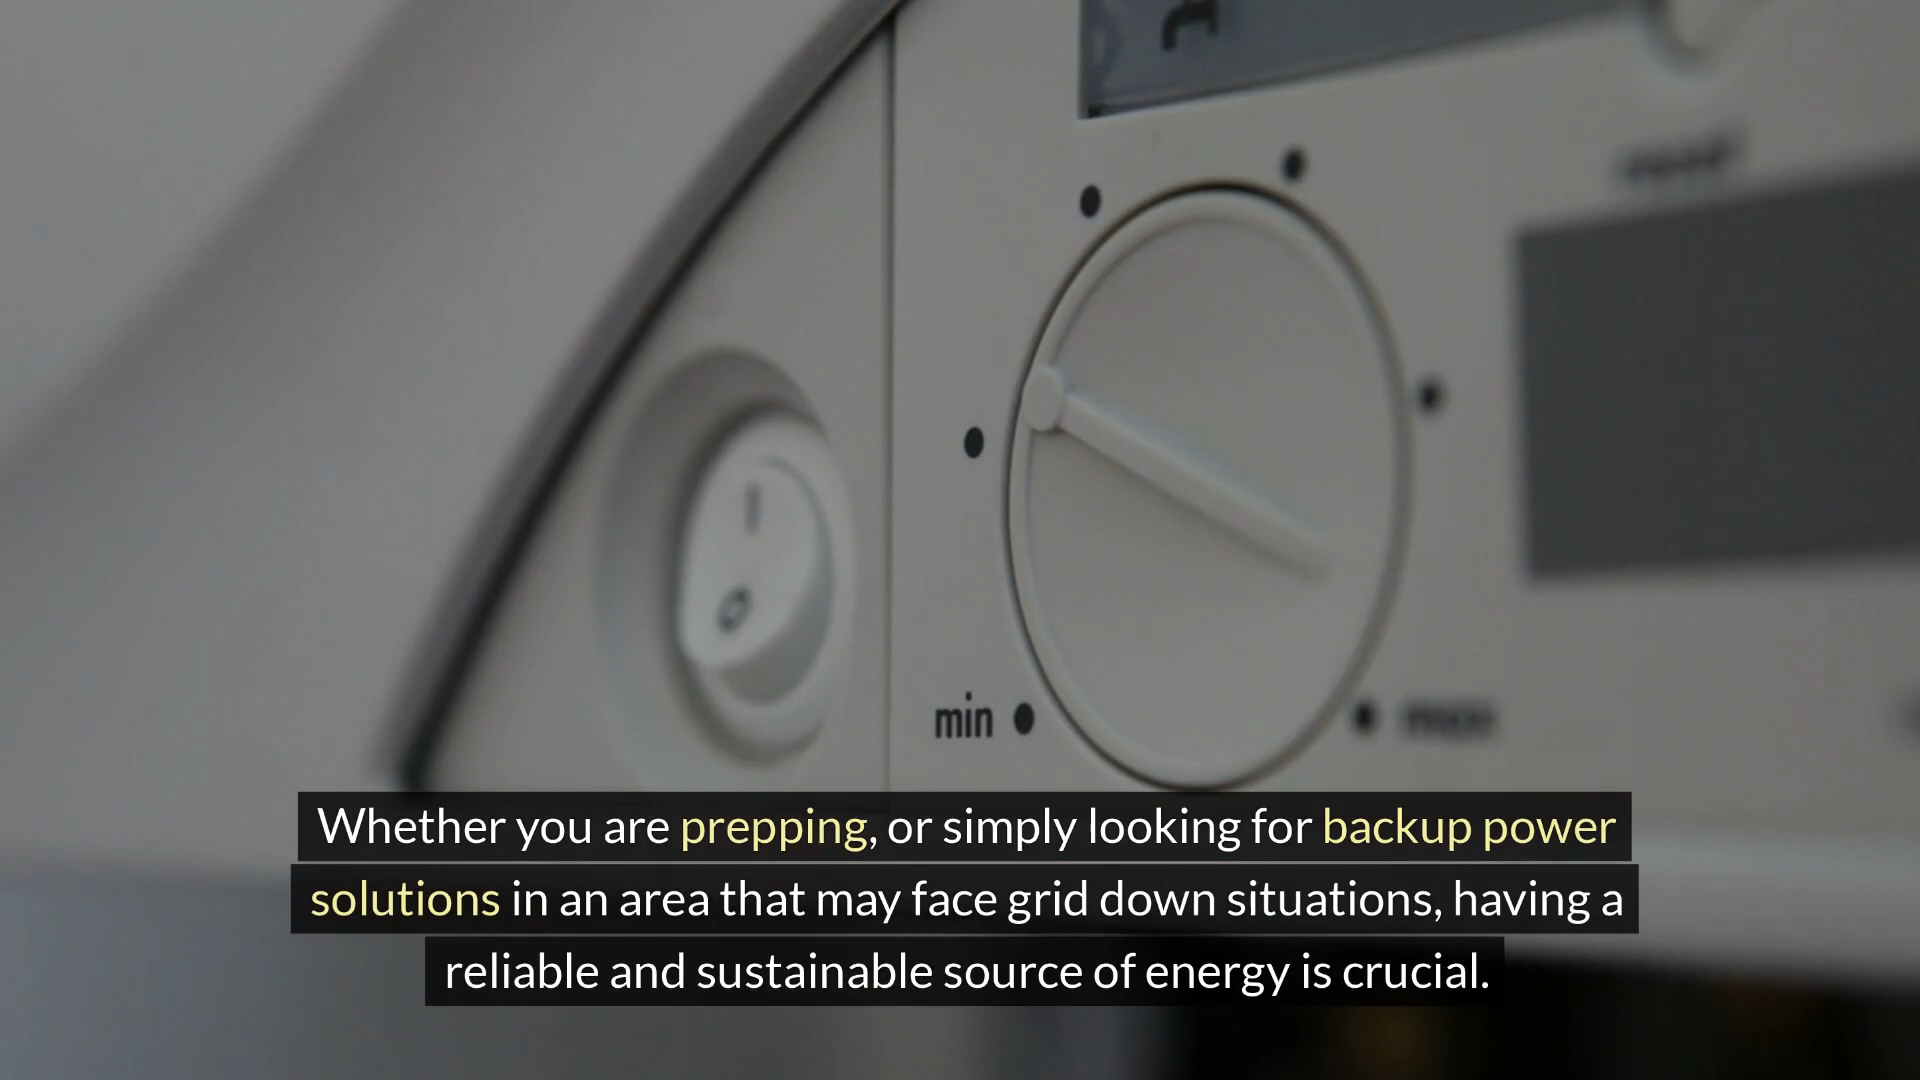 min
Whether you are prepping, or simply looking for backup power
solutions in an area that may face grid down situations, having a
reliable and sustainable source of energy is crucial.